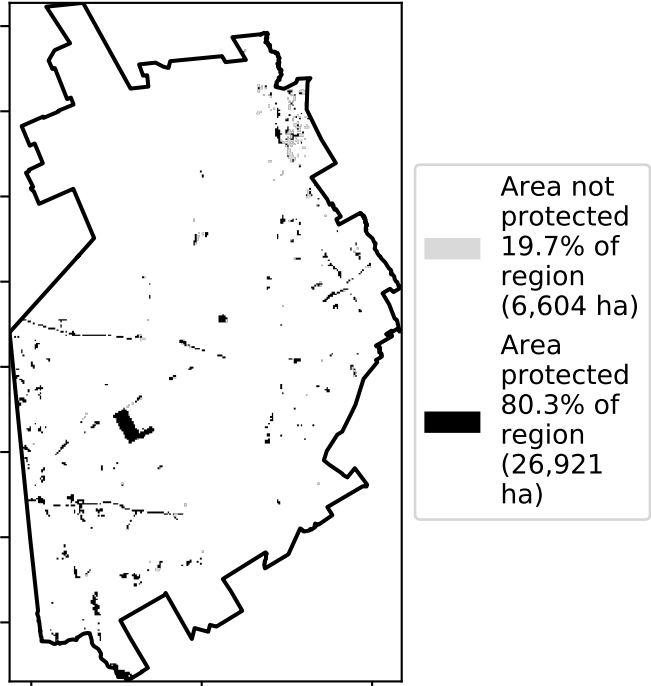 Area not
protected
19.7% of
region
(6,604 ha)
Area
protected
80.3% of
region
(26,921
ha)